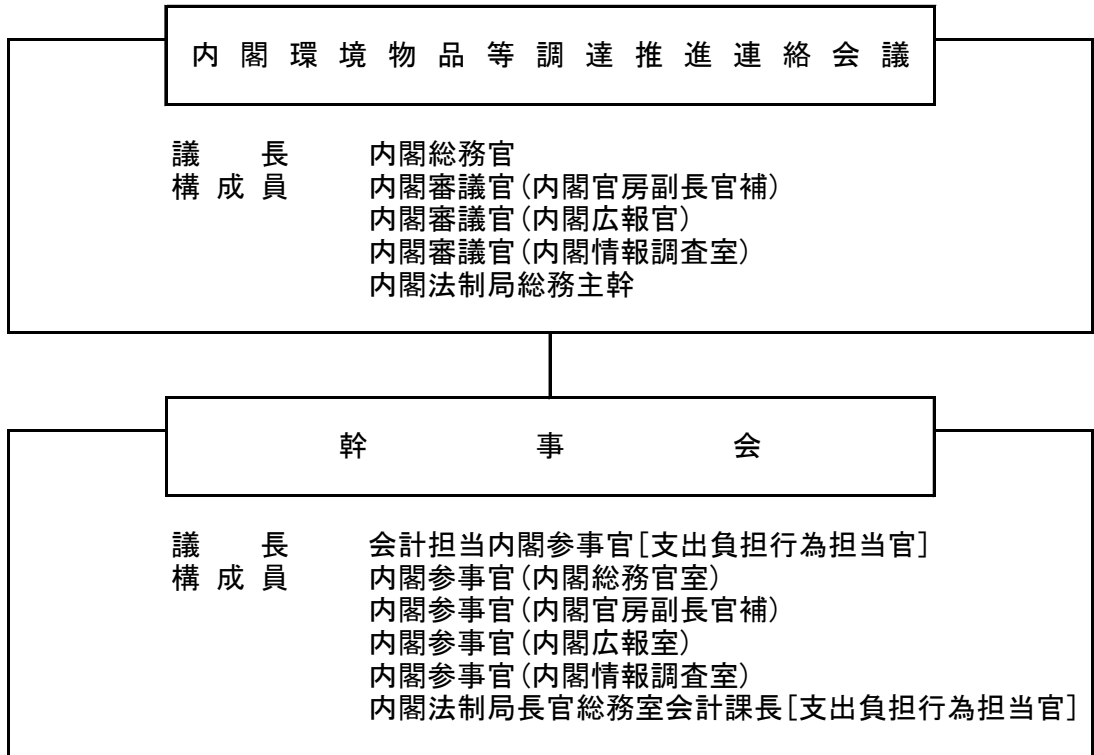 内閣環境物品等調達推進連絡会議
議長 内閣総務官
構成員 内閣審議官(内閣官房副長官補)
内閣審議官(内閣広報官)
内閣審議官(内閣情報調査室)
内閣法制局総務主幹
幹事会
議長 会計担当内閣参事官[支出負担行為担当官]
構成員 内閣参事官(内閣総務官室)
内閣参事官(内閣官房副長官補)
内閣参事官(内閣広報室)
内閣参事官(内閣情報調査室)
内閣法制局長官総務室会計課長[支出負担行為担当官]